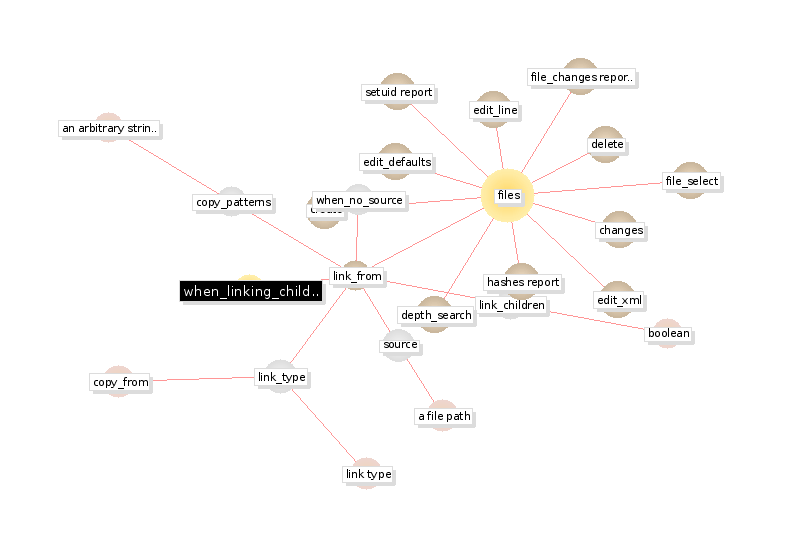 file_changes repor..
setuid report
edit_line
an arbitrary strin..
delete
edit_defaults
file_select
files
copy_patterns
when_no_source
create
changes
link_from
hashes report
when_linking_child..
edit_xml
link_children
depth_search
boolean
source
link_type
copy_from
a file path
link type